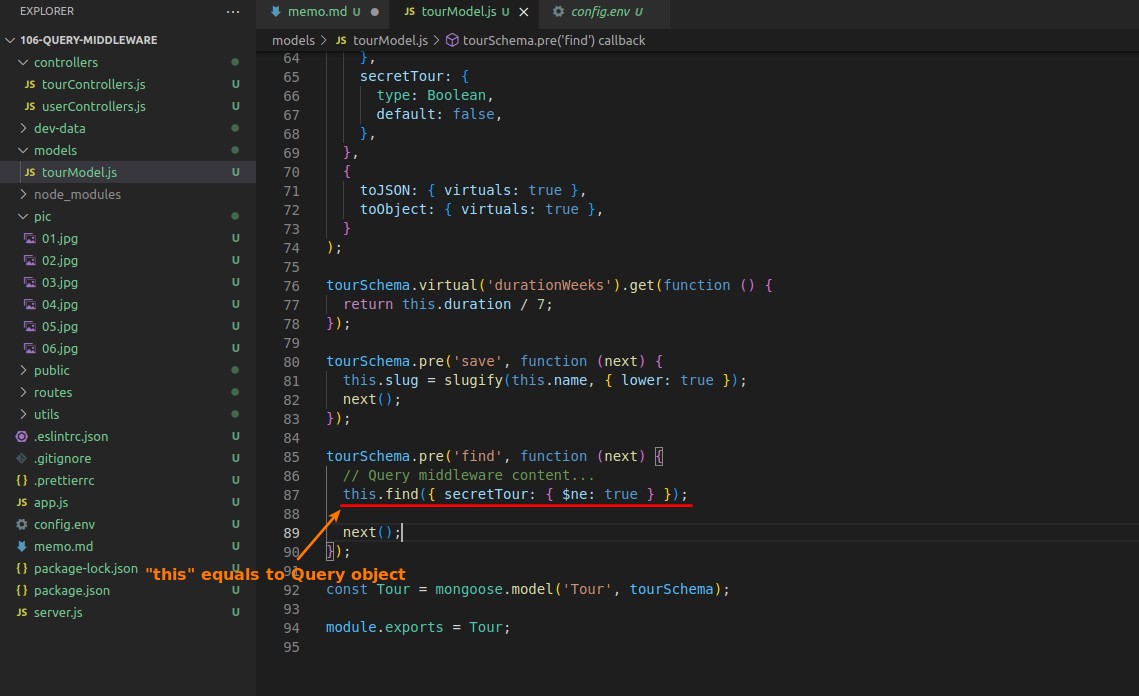 EXPLORER
106-QUERY-MIDDLEWARE
controllers
JS tourControllers.js U
JS userControllers.js U
dev-data
models
JS tourModel.js U
node_modules
pic
01.jpg U
02.jpg U
03.jpg U
04.jpg U
05.jpg U
06.jpg U
public
routes
utils
.eslintrc.json U
.gitignore U
.prettierrc U
JS app.js U
config.env U
memo.md U
{} package-lock.json U
{} package.json U
JS server.js U
memo.md U
JS tourModel.js U
config.env U
models > JS tourModel.js > tourSchema.pre('find') callback
64 },
65 secretTour: {
66 type: Boolean,
67 default: false,
68 },
69 },
70 {
71 toJSON: { virtuals: true },
72 toObject: { virtuals: true },
73 }
74 );
75
76 tourSchema.virtual('durationWeeks').get(function () {
77 return this.duration / 7;
78 });
79
80 tourSchema.pre('save', function (next) {
81 this.slug = slugify(this.name, { lower: true });
82 next();
83 });
84
85 tourSchema.pre('find', function (next) {
86 // Query middleware content...
87 this.find({ secretTour: { $ne: true } });
88
89 next();
90 });
91
"this" equals to Query object
92 const Tour = mongoose.model('Tour', tourSchema);
93
94 module.exports = Tour;
95